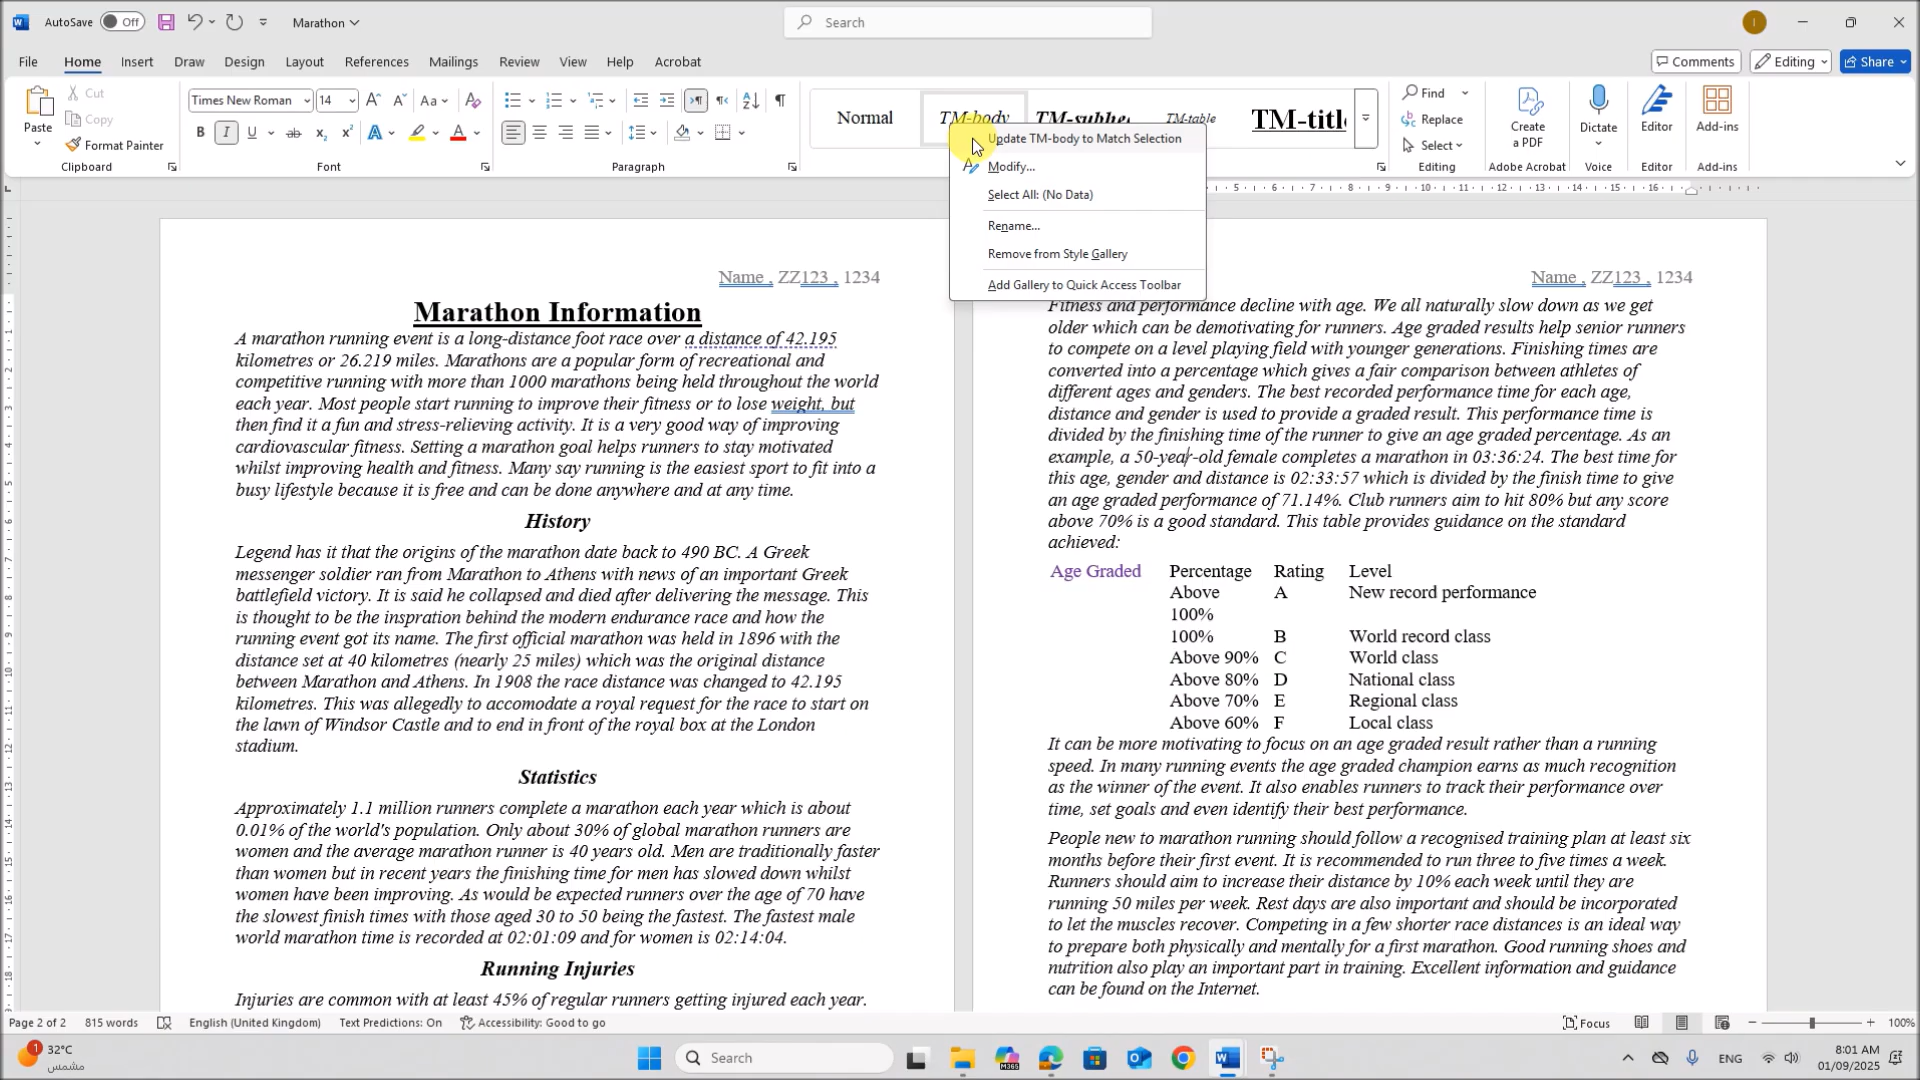 AutoSave Off Marathon Search
File Home Insert Draw Design Layout References Mailings Review View Help Acrobat Comments Editing Share
Paste Cut Copy Format Painter Clipboard
Times New Roman 14 Aa
B I U ab x₂ x² A A Font
Paragraph
Normal TM-body TM-subhe TM-table TM-title
Find Replace Select Editing
Create a PDF Adobe Acrobat
Dictate Voice
Editor Editor
Add-ins Add-ins
Update TM-body to Match Selection
Modify...
Select All: (No Data)
Rename...
Remove from Style Gallery
Add Gallery to Quick Access Toolbar
5 6 7 8 9 10 11 12 13 14 15 16 17 18
Name , ZZ123 , 1234
Marathon Information
A marathon running event is a long-distance foot race over a distance of 42.195
kilometres or 26.219 miles. Marathons are a popular form of recreational and
competitive running with more than 1000 marathons being held throughout the world
each year. Most people start running to improve their fitness or to lose weight, but
then find it a fun and stress-relieving activity. It is a very good way of improving
cardiovascular fitness. Setting a marathon goal helps runners to stay motivated
whilst improving health and fitness. Many say running is the easiest sport to fit into a
busy lifestyle because it is free and can be done anywhere and at any time.
History
Legend has it that the origins of the marathon date back to 490 BC. A Greek
messenger soldier ran from Marathon to Athens with news of an important Greek
battlefield victory. It is said he collapsed and died after delivering the message. This
is thought to be the inspration behind the modern endurance race and how the
running event got its name. The first official marathon was held in 1896 with the
distance set at 40 kilometres (nearly 25 miles) which was the original distance
between Marathon and Athens. In 1908 the race distance was changed to 42.195
kilometres. This was allegedly to accomodate a royal request for the race to start on
the lawn of Windsor Castle and to end in front of the royal box at the London
stadium.
Statistics
Approximately 1.1 million runners complete a marathon each year which is about
0.01% of the world's population. Only about 30% of global marathon runners are
women and the average marathon runner is 40 years old. Men are traditionally faster
than women but in recent years the finishing time for men has slowed down whilst
women have been improving. As would be expected runners over the age of 70 have
the slowest finish times with those aged 30 to 50 being the fastest. The fastest male
world marathon time is recorded at 02:01:09 and for women is 02:14:04.
Running Injuries
Injuries are common with at least 45% of regular runners getting injured each year.
Name , ZZ123 , 1234
Fitness and performance decline with age. We all naturally slow down as we get
older which can be demotivating for runners. Age graded results help senior runners
to compete on a level playing field with younger generations. Finishing times are
converted into a percentage which gives a fair comparison between athletes of
different ages and genders. The best recorded performance time for each age,
distance and gender is used to provide a graded result. This performance time is
divided by the finishing time of the runner to give an age graded percentage. As an
example, a 50-year-old female completes a marathon in 03:36:24. The best time for
this age, gender and distance is 02:33:57 which is divided by the finish time to give
an age graded performance of 71.14%. Club runners aim to hit 80% but any score
above 70% is a good standard. This table provides guidance on the standard
achieved:
Age Graded Percentage Rating Level
Above A New record performance
100%
100% B World record class
Above 90% C World class
Above 80% D National class
Above 70% E Regional class
Above 60% F Local class
It can be more motivating to focus on an age graded result rather than a running
speed. In many running events the age graded champion earns as much recognition
as the winner of the event. It also enables runners to track their performance over
time, set goals and even identify their best performance.
People new to marathon running should follow a recognised training plan at least six
months before their first event. It is recommended to run three to five times a week.
Runners should aim to increase their distance by 10% each week until they are
running 50 miles per week. Rest days are also important and should be incorporated
to let the muscles recover. Competing in a few shorter race distances is an ideal way
to prepare both physically and mentally for a first marathon. Good running shoes and
nutrition also play an important part in training. Excellent information and guidance
can be found on the Internet.
Page 2 of 2 815 words English (United Kingdom) Text Predictions: On Accessibility: Good to go Focus 100%
1 32°C
مشمس
Search
ENG
8:01 AM
01/09/2025